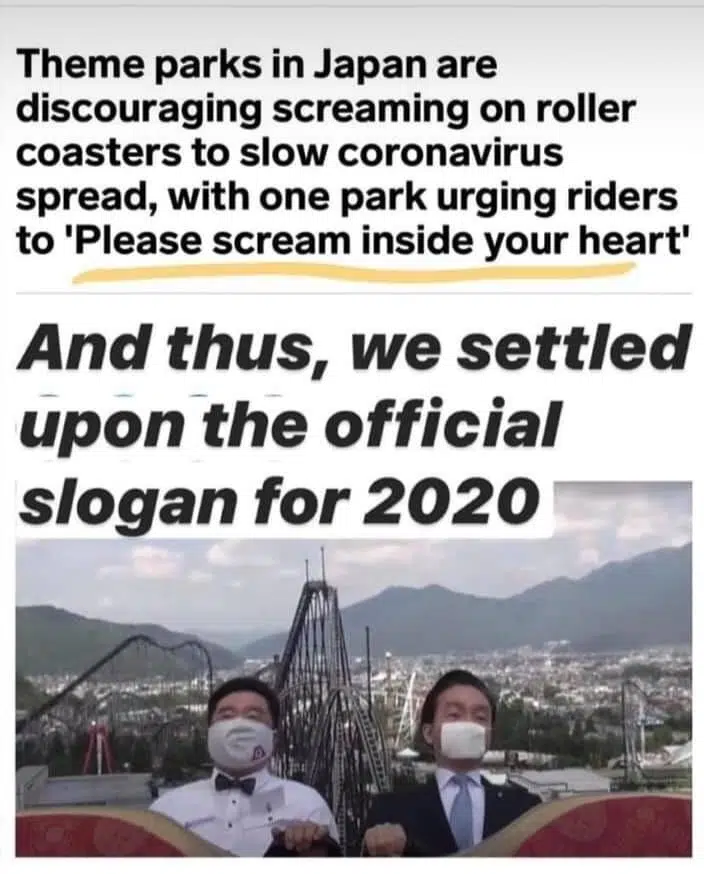 Theme parks in Japan are
discouraging screaming on roller
coasters to slow coronavirus
spread, with one park urging riders
to 'Please scream inside your heart'
And thus, we settled
upon the official
slogan for 2020